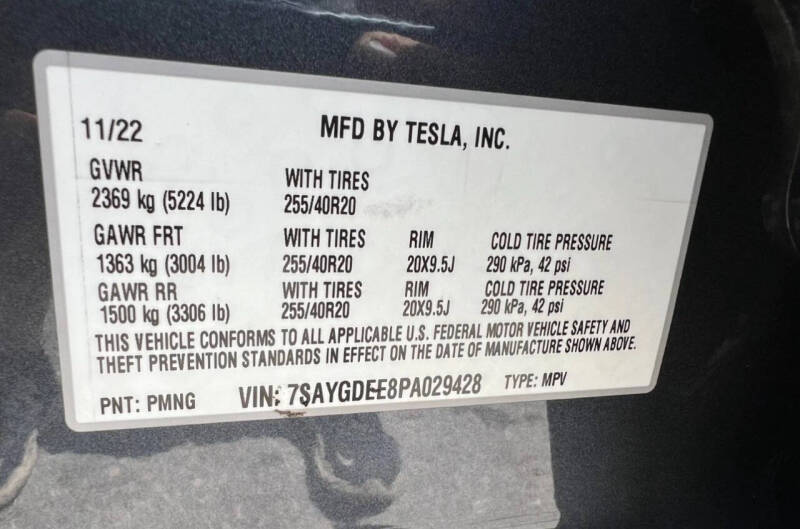 11/22 MFD BY TESLA, INC.
GVWR WITH TIRES
2369 kg (5224 lb) 255/40R20
GAWR FRT WITH TIRES RIM COLD TIRE PRESSURE
1363 kg (3004 lb) 255/40R20 20X9.5J 290 kPa, 42 psi
GAWR RR WITH TIRES RIM COLD TIRE PRESSURE
1500 kg (3306 lb) 255/40R20 20X9.5J 290 kPa, 42 psi
THIS VEHICLE CONFORMS TO ALL APPLICABLE U.S. FEDERAL MOTOR VEHICLE SAFETY AND
THEFT PREVENTION STANDARDS IN EFFECT ON THE DATE OF MANUFACTURE SHOWN ABOVE.
PNT: PMNG VIN: 7SAYGDEE8PA029428 TYPE: MPV